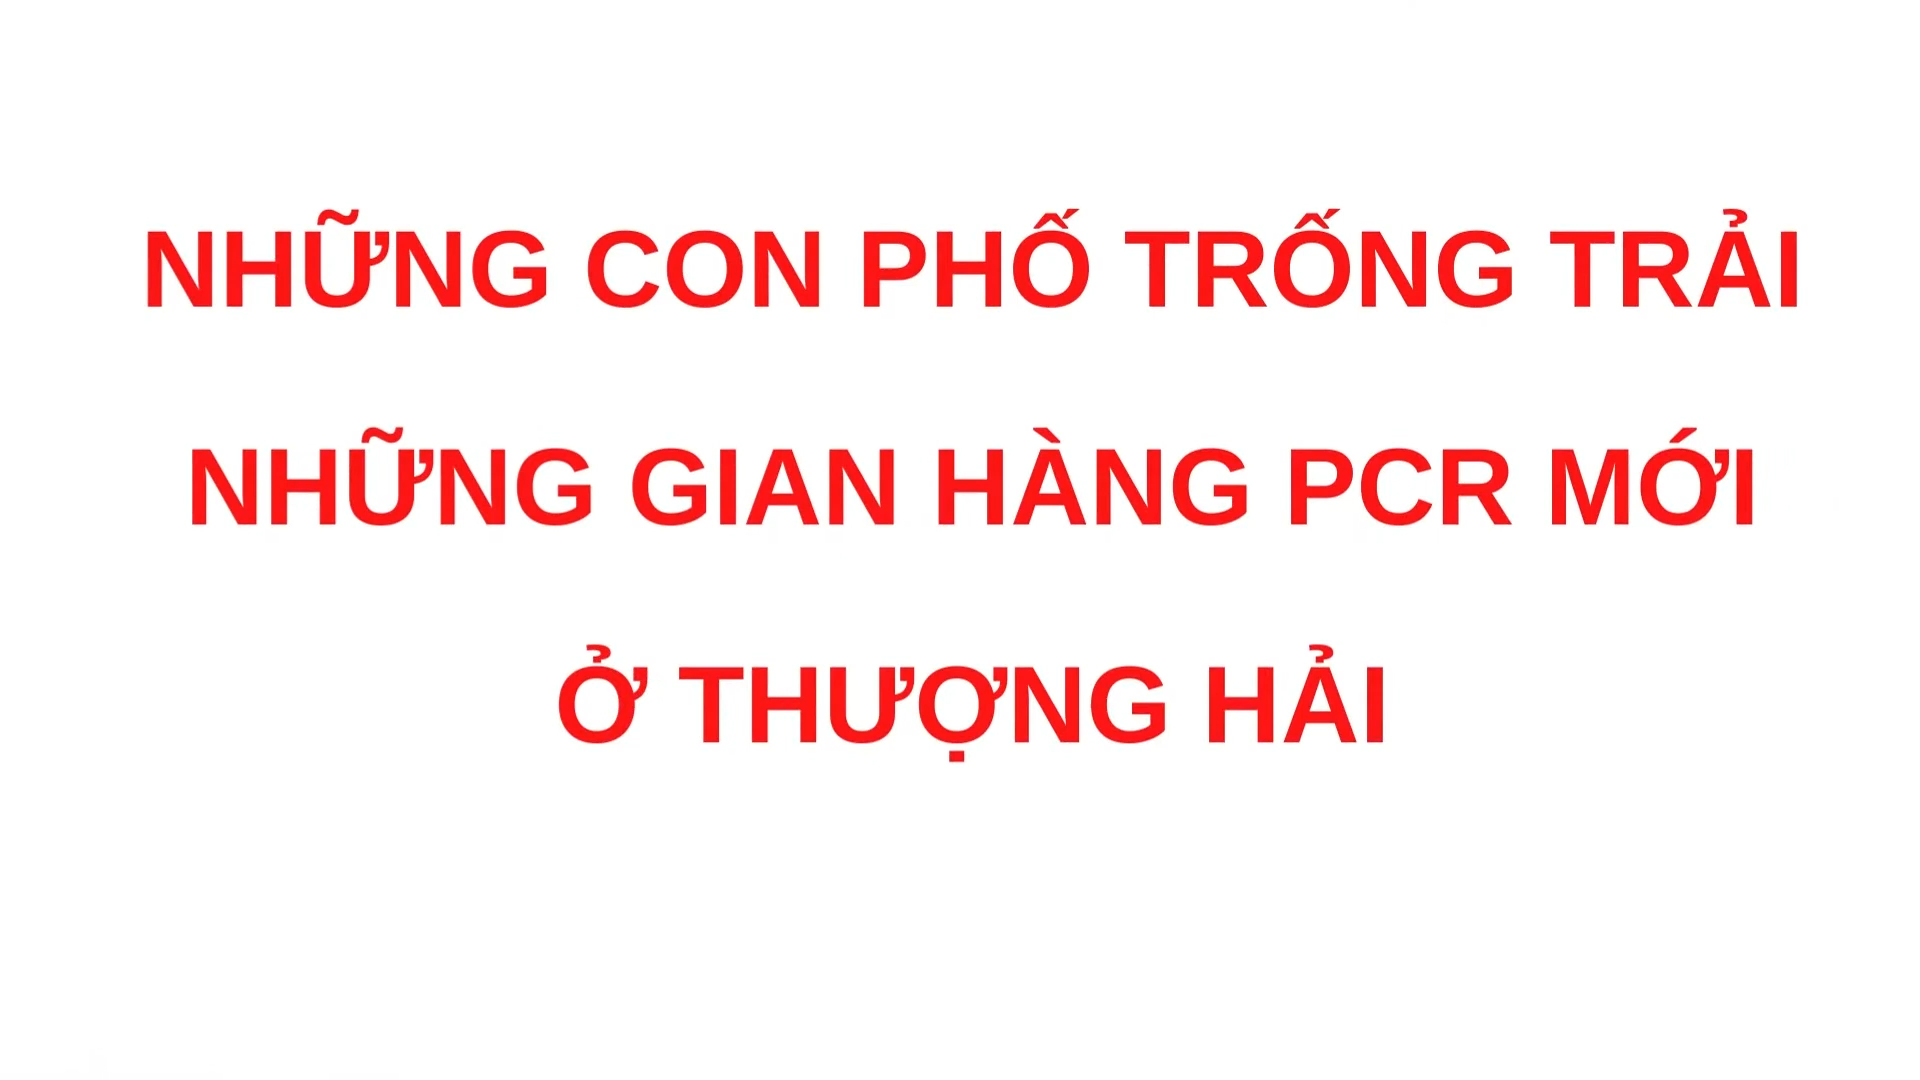 NHỮNG CON PHỐ TRỐNG TRẢI
NHỮNG GIAN HÀNG PCR MỚI
Ở THƯỢNG HẢI